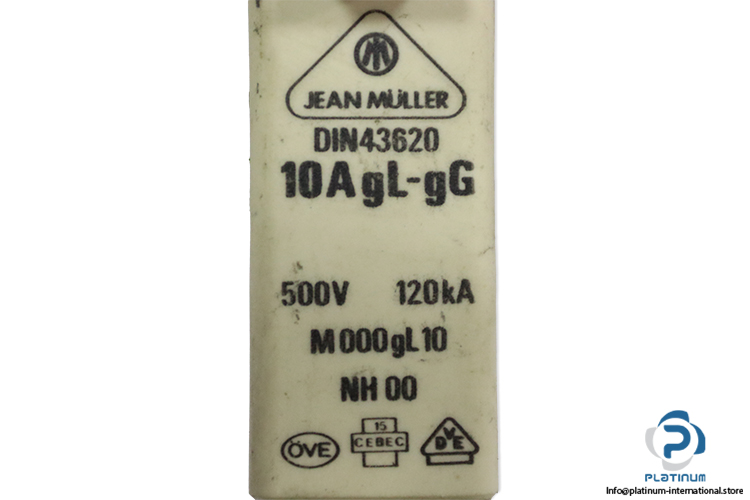 JEAN MÜLLER
DIN43620
10A gL-gG
500V 120kA
M000gL10
NH 00
ÖVE
15
CEBEC
VDE
PLATINUM
Info@platinum-international.store